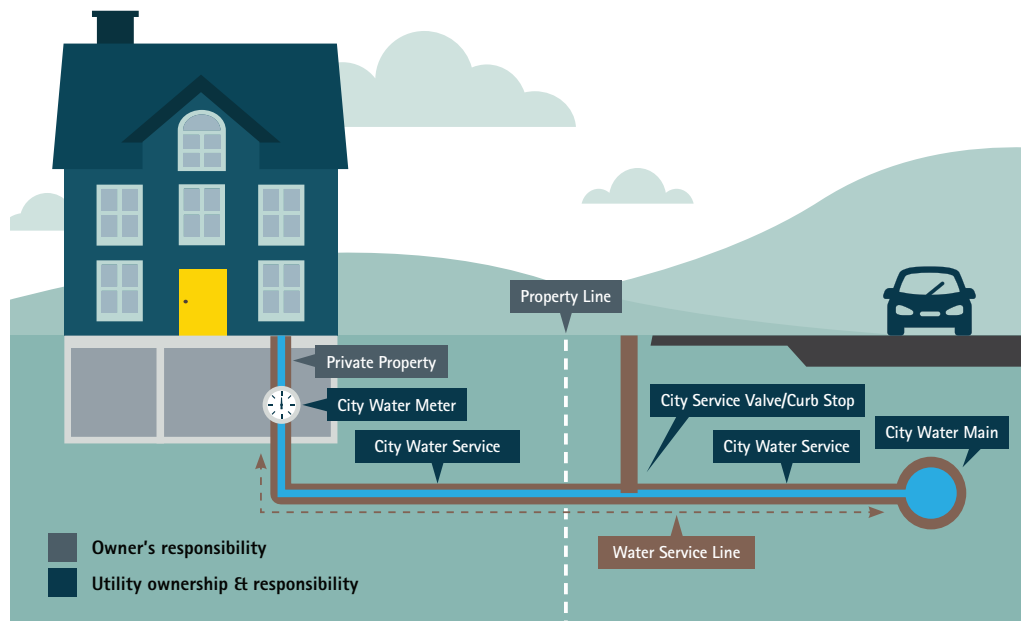 Property Line
Private Property
City Water Meter
City Service Valve/Curb Stop
City Water Service
City Water Service
City Water Main
Water Service Line
Owner's responsibility
Utility ownership & responsibility